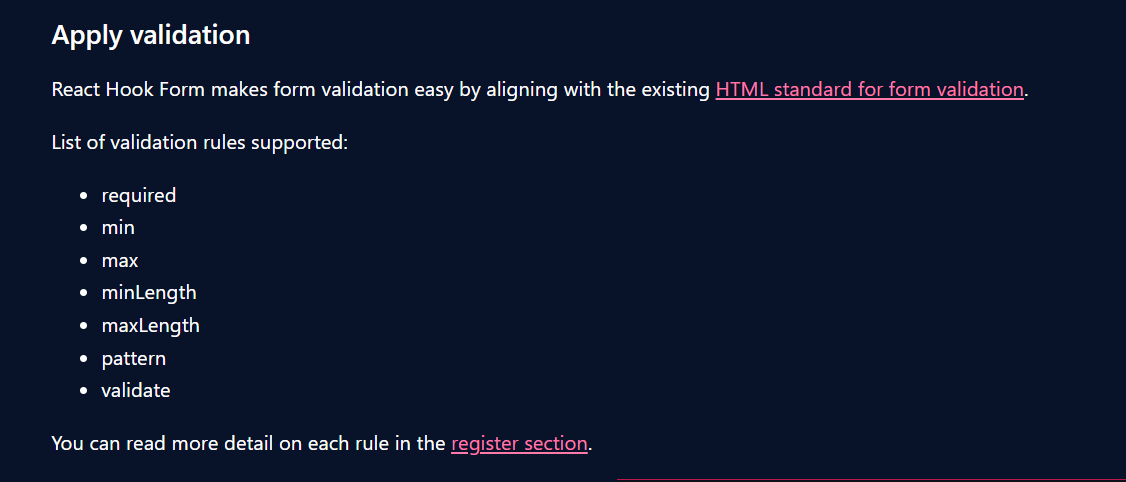 Apply validation
React Hook Form makes form validation easy by aligning with the existing HTML standard for form validation.
List of validation rules supported:
• required
• min
• max
• minLength
• maxLength
• pattern
• validate
You can read more detail on each rule in the register section.